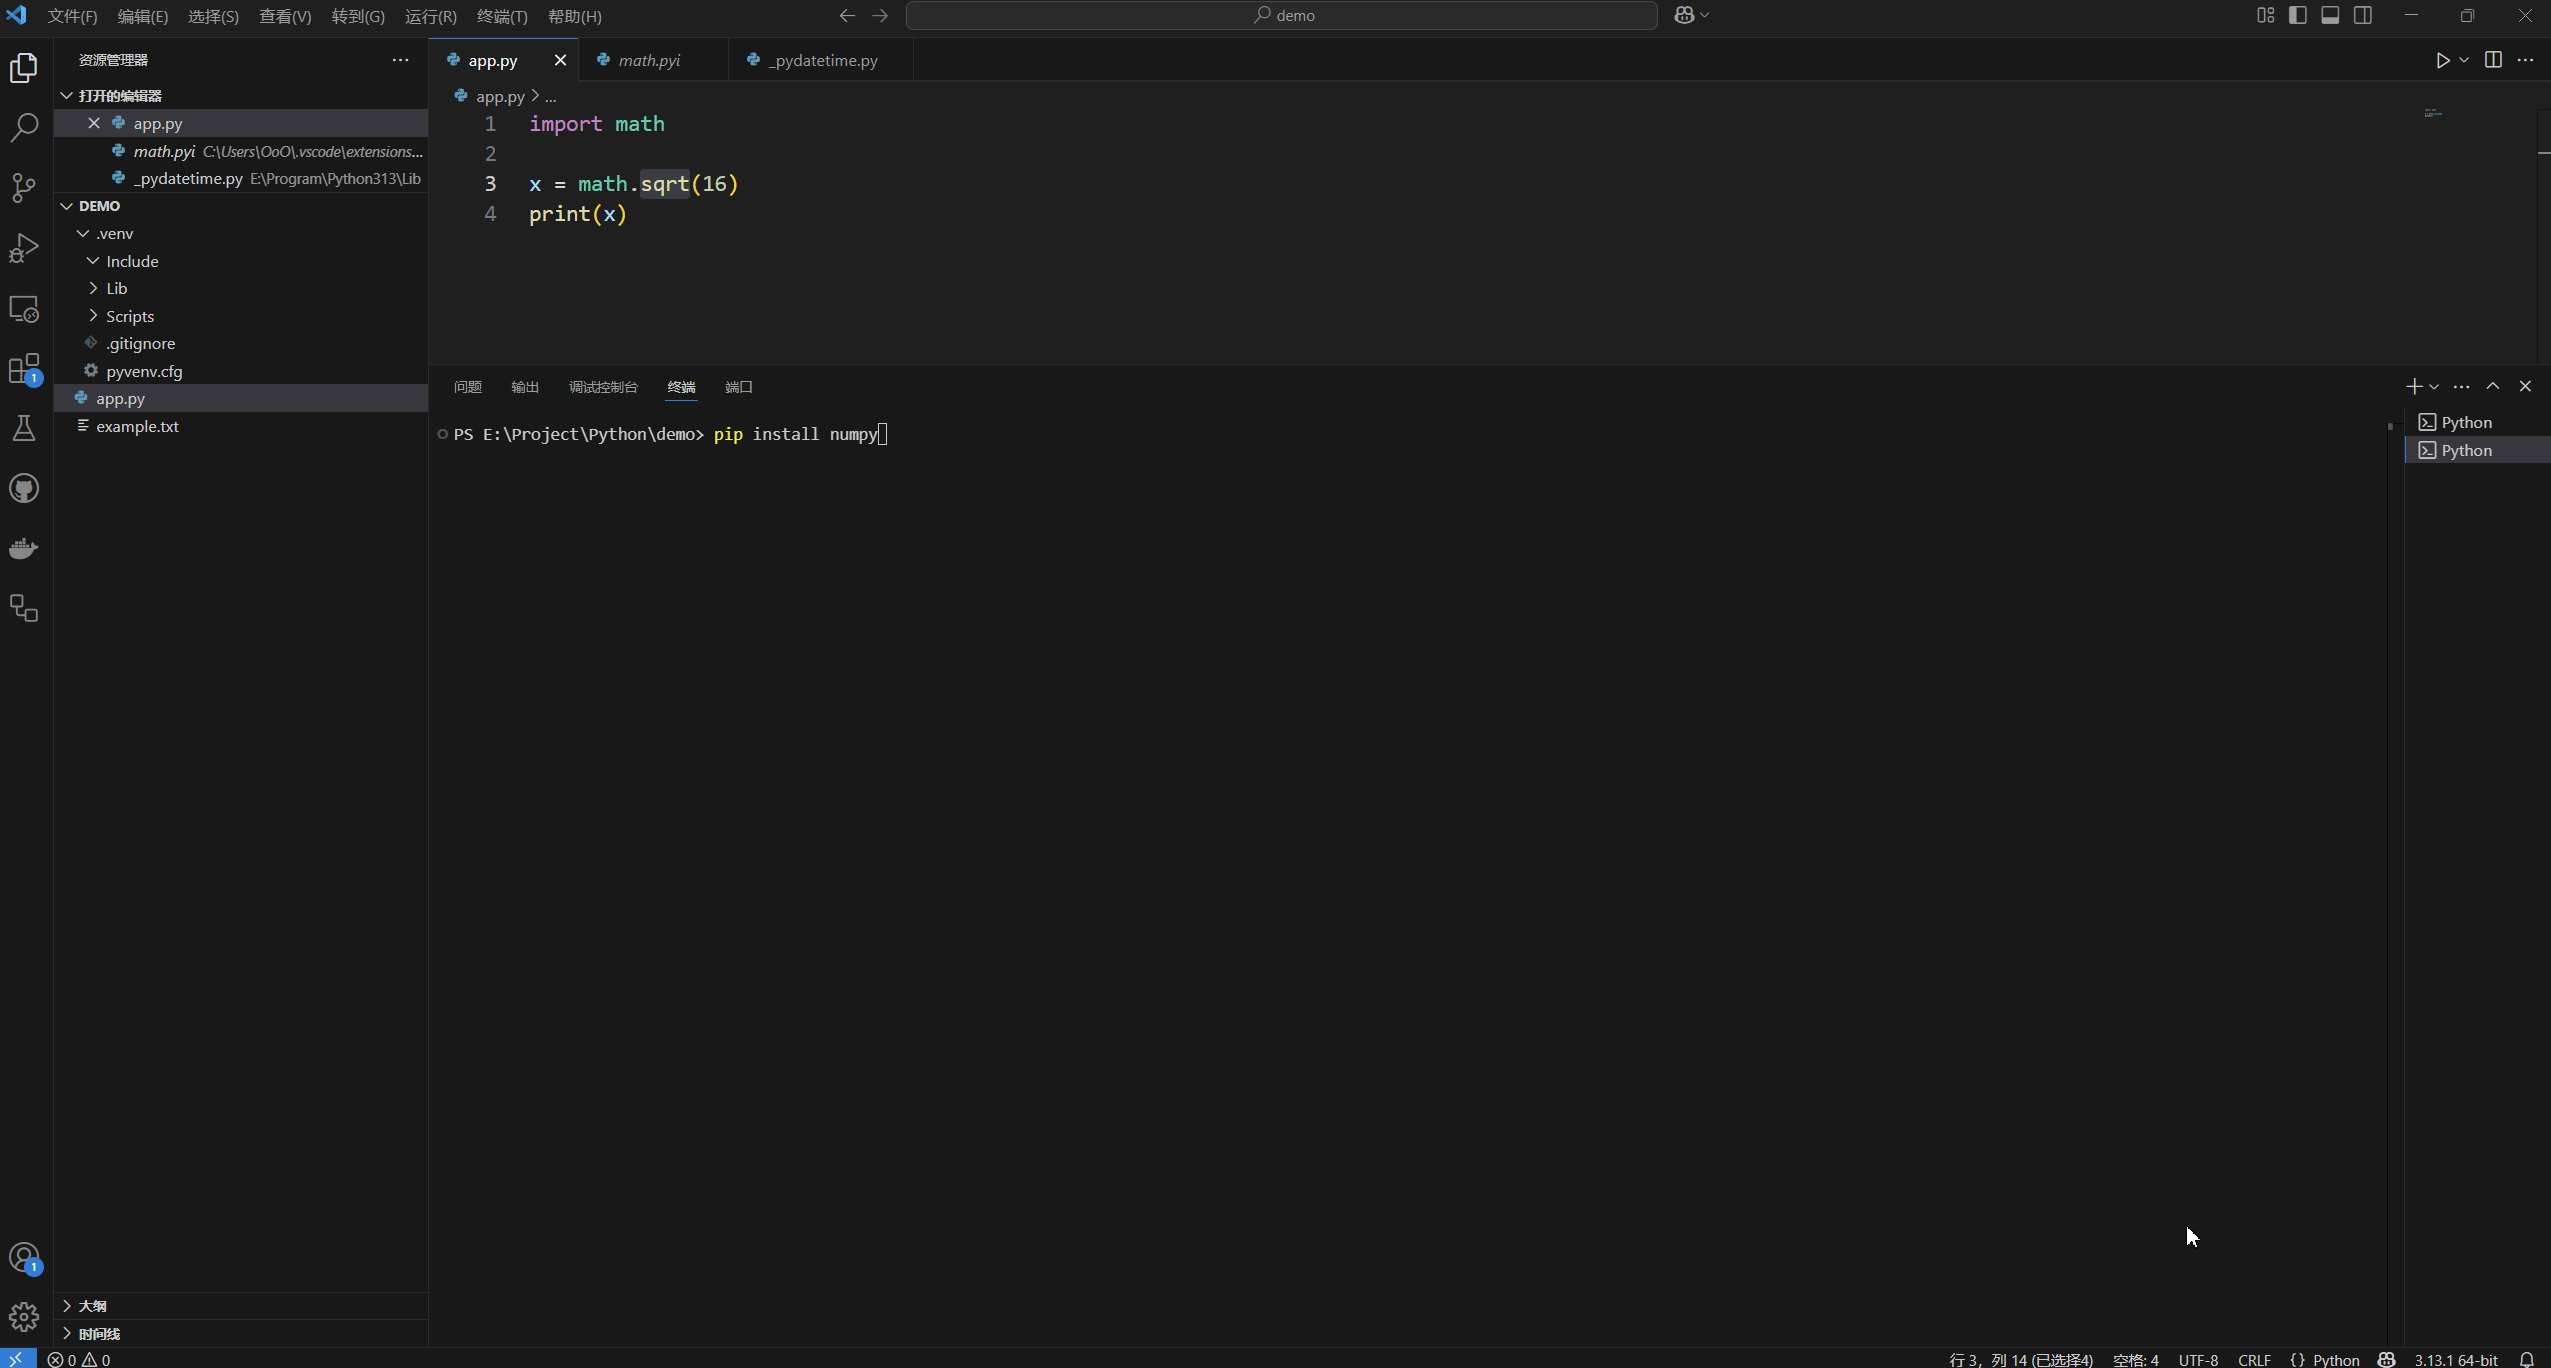 文件(F) 编辑(E) 选择(S) 查看(V) 转到(G) 运行(R) 终端(T) 帮助(H)
demo
资源管理器
打开的编辑器
app.py
math.pyi C:\Users\OoO\.vscode\extensions...
_pydatetime.py E:\Program\Python313\Lib
DEMO
.venv
Include
Lib
Scripts
.gitignore
pyvenv.cfg
app.py
example.txt
大纲
时间线
app.py math.pyi _pydatetime.py
app.py > ...
1 import math
2
3 x = math.sqrt(16)
4 print(x)
问题 输出 调试控制台 终端 端口
PS E:\Project\Python\demo> pip install numpy
Python
Python
1
1
0 0
行 3，列 14 (已选择4) 空格: 4 UTF-8 CRLF {} Python 3.13.1 64-bit